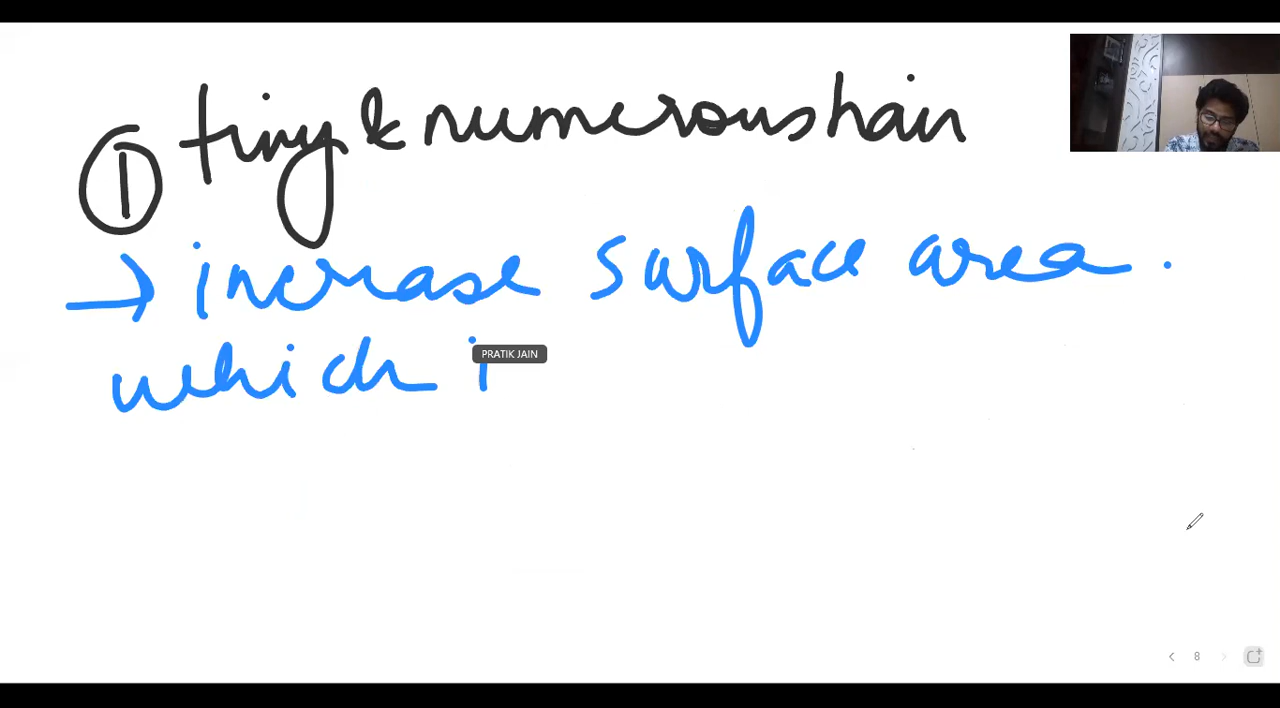 ① tiny & numerous hair
→ increase surface area.
which i
PRATIK JAIN
8